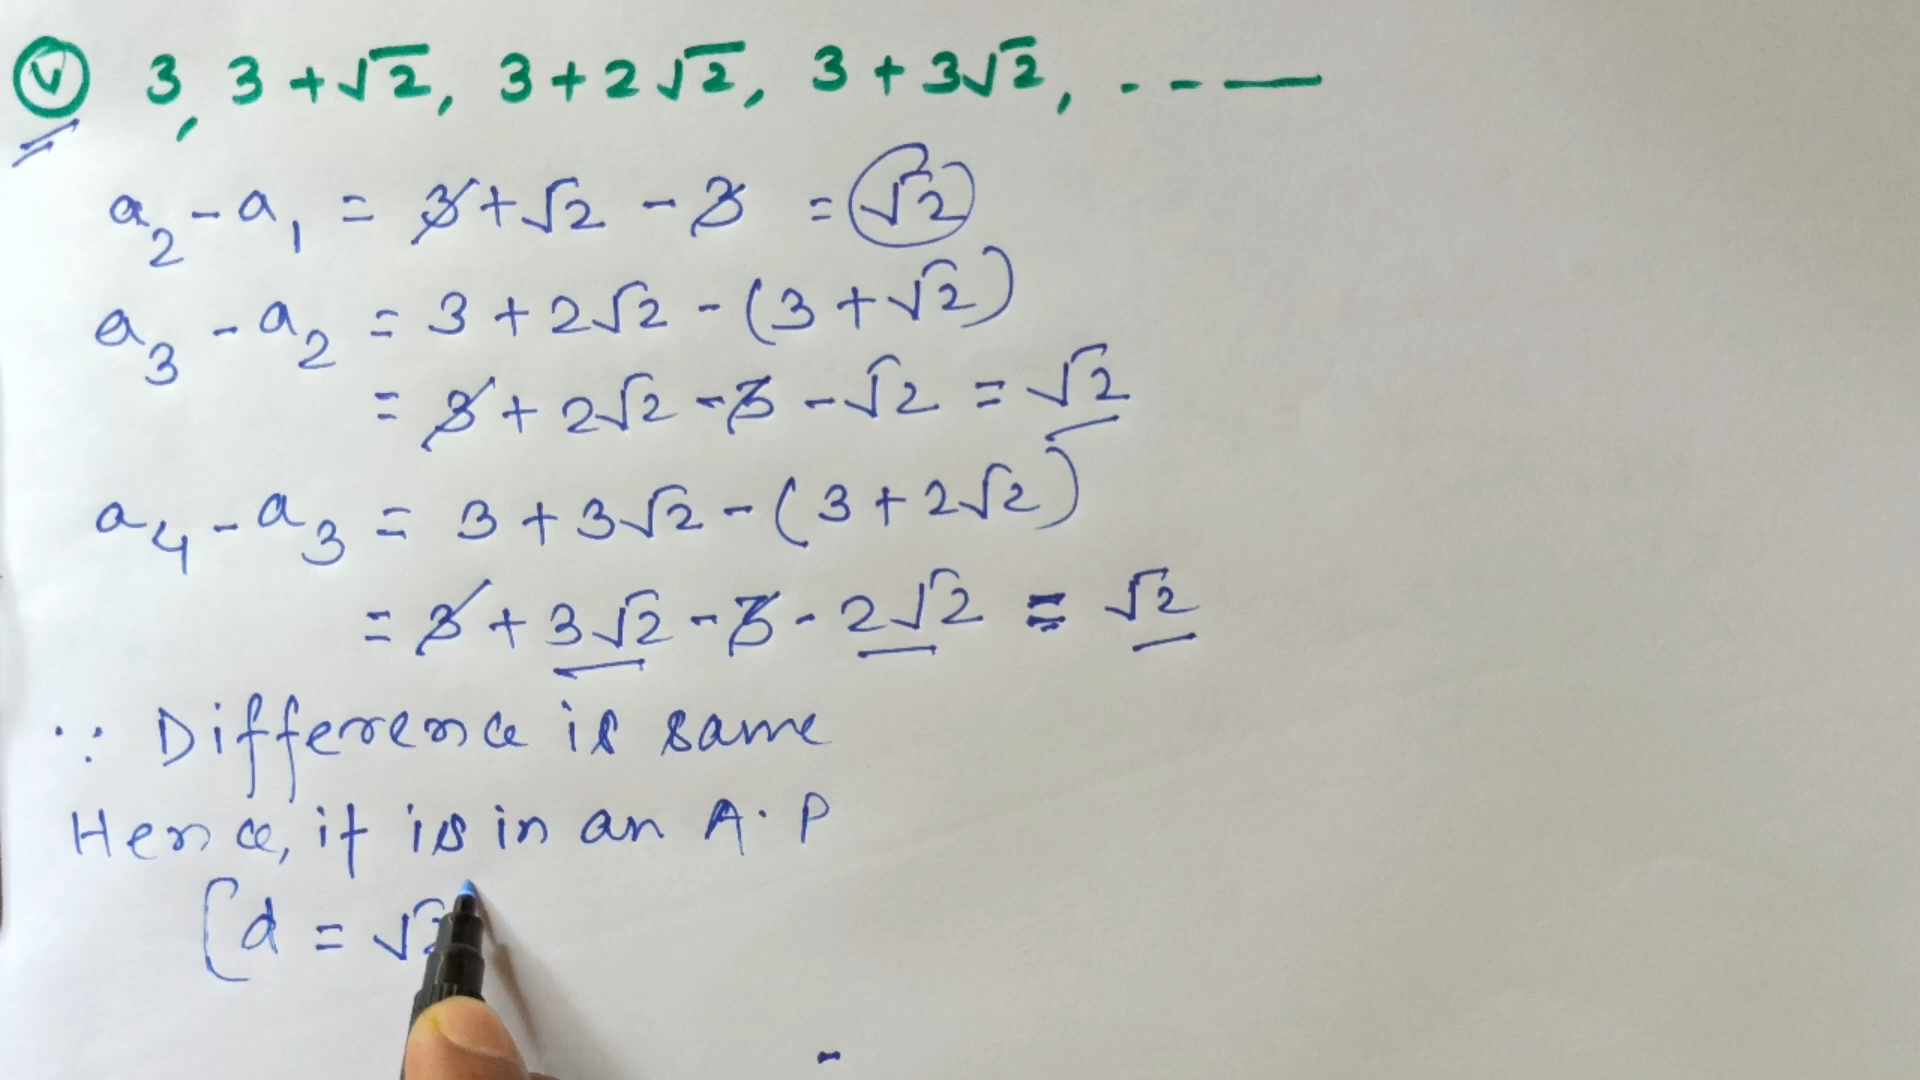 (v) 3, 3 + √2, 3 + 2√2, 3 + 3√2, - - —
a₂ - a₁ = 3 + √2 - 3 = √2
a₃ - a₂ = 3 + 2√2 - (3 + √2)
= 3 + 2√2 - 3 - √2 = √2
a₄ - a₃ = 3 + 3√2 - (3 + 2√2)
= 3 + 3√2 - 3 - 2√2 = √2
∵ Difference is same
Hence, it is in an A.P
[d = √2